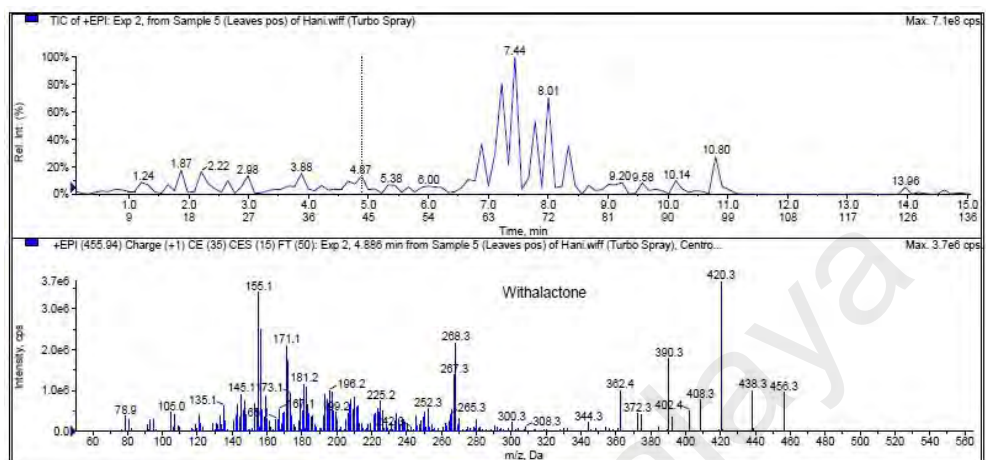 TIC of +EPI: Exp 2, from Sample 5 (Leaves pos) of Hani.wiff (Turbo Spray) Max. 7.1e8 cps.
Rel. Int. (%)
100%
80%
60%
40%
20%
0%
1.24 1.87 2.22 2.98 3.88 4.87 5.38 6.00 7.44 8.01 9.20 9.58 10.14 10.80 13.96
1.0 2.0 3.0 4.0 5.0 6.0 7.0 8.0 9.0 10.0 11.0 12.0 13.0 14.0 15.0
9 18 27 36 45 54 63 72 81 90 99 108 117 126 136
Time, min
+EPI (455.94) Charge (+1) CE (35) CES (15) FT (50): Exp 2, 4.886 min from Sample 5 (Leaves pos) of Hani.wiff (Turbo Spray), Centro... Max. 3.7e6 cps.
Intensity, cps
3.7e6
3.0e6
2.0e6
1.0e6
0.0
Withalactone
78.9 105.0 135.1 145.1 155.1 171.1 173.1 167.1 181.2 196.2 199.2 225.2 252.3 267.3 268.3 265.3 300.3 308.3 344.3 362.4 372.3 390.3 402.4 408.3 420.3 438.3 456.3
60 80 100 120 140 160 180 200 220 240 260 280 300 320 340 360 380 400 420 440 460 480 500 520 540 560
m/z, Da
aya